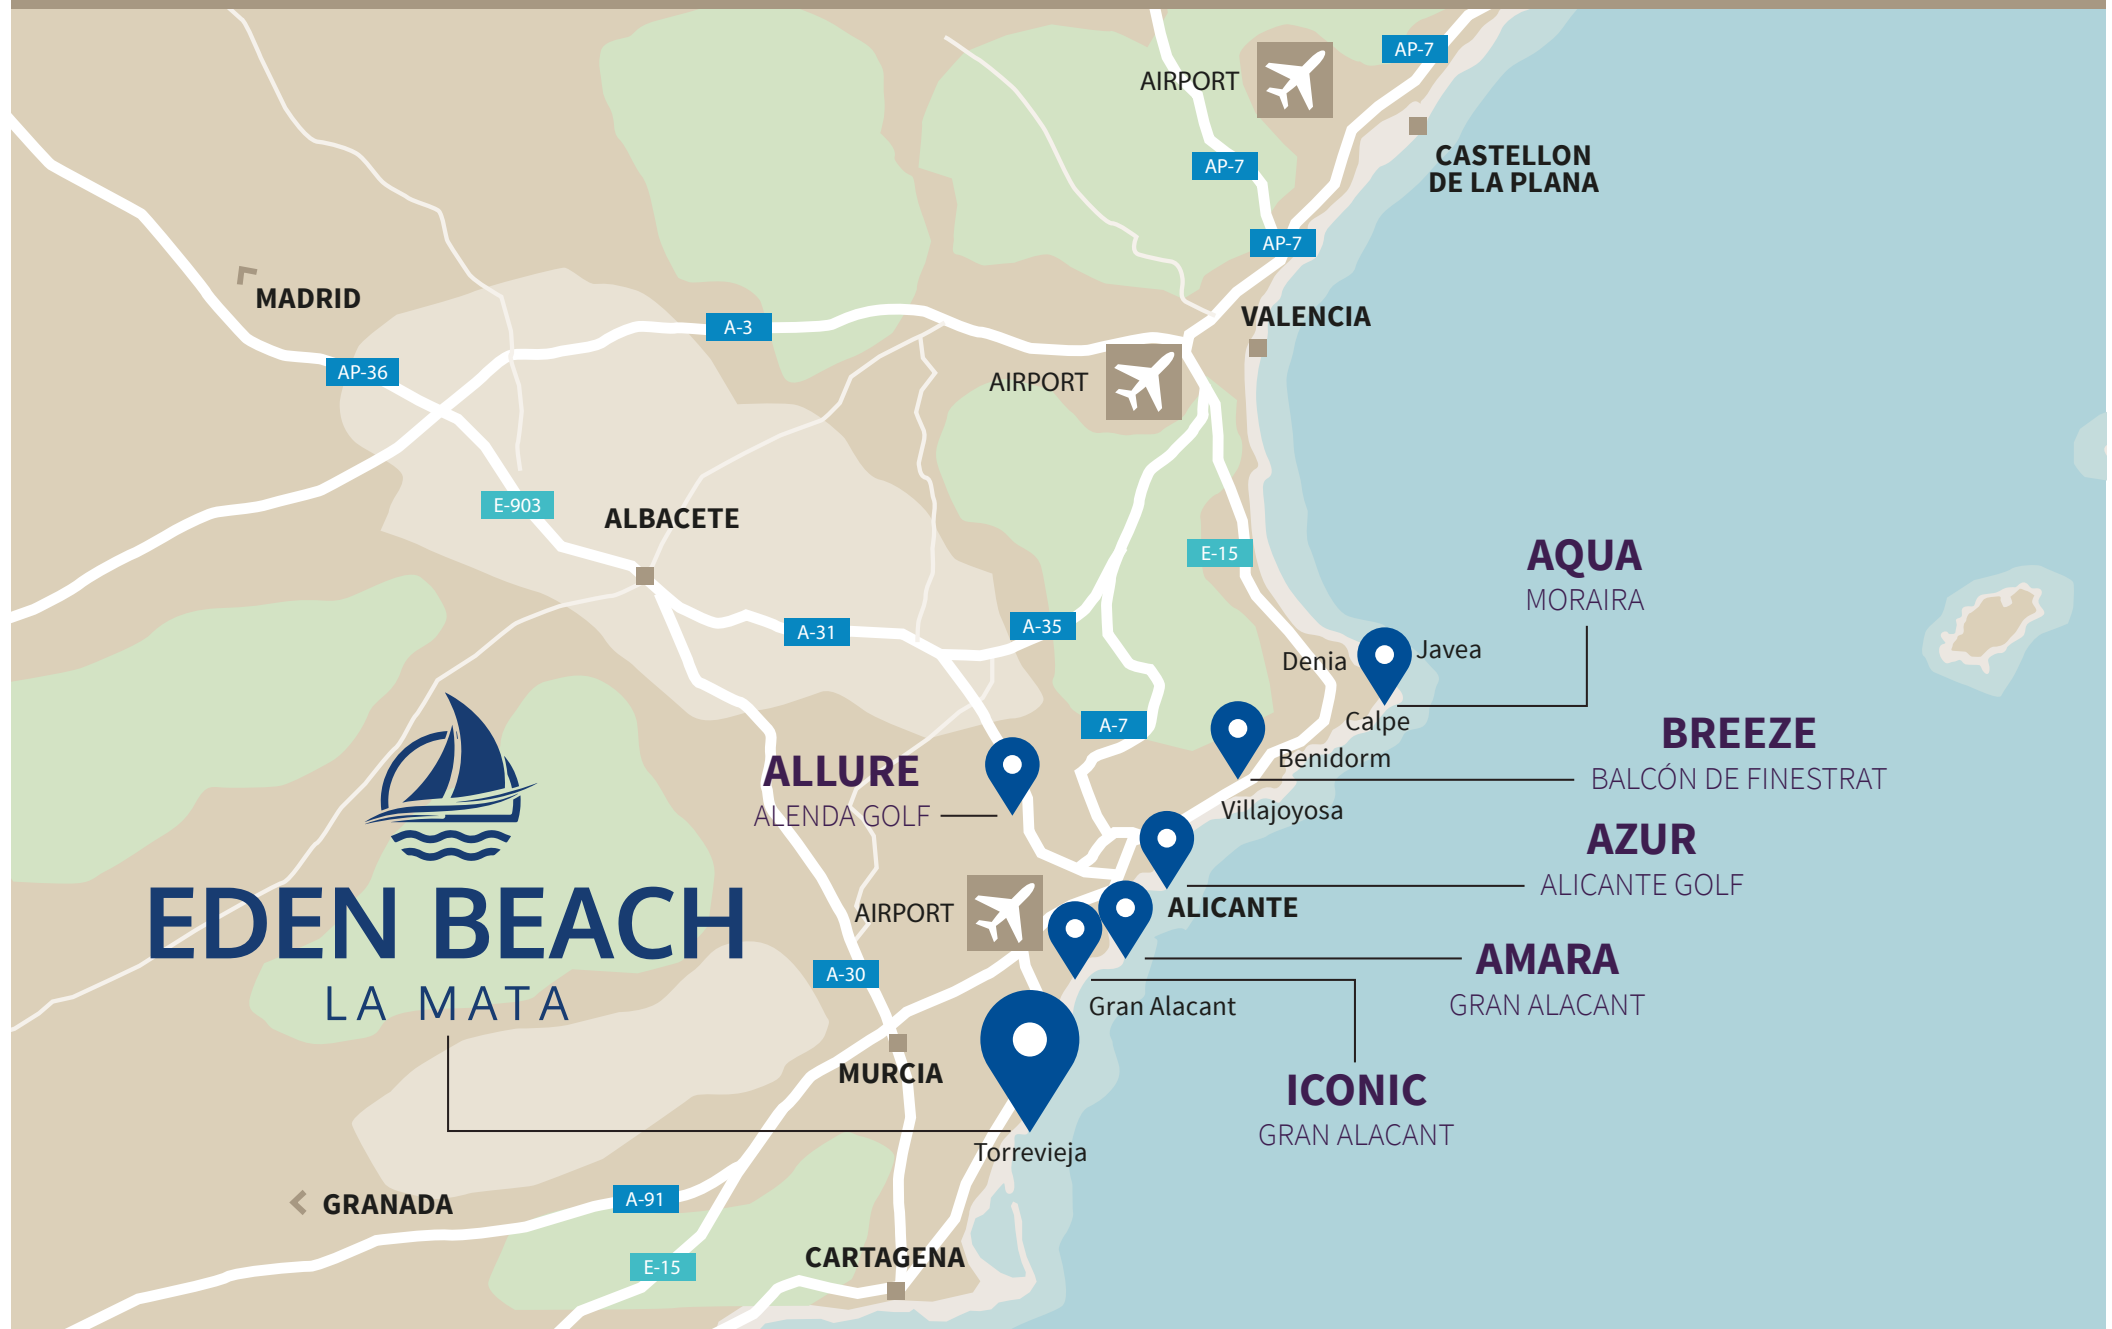 AP-7
AIRPORT
CASTELLON
DE LA PLANA
AP-7
AP-7
MADRID
VALENCIA
A-3
AP-36
AIRPORT
E-903
ALBACETE
E-15
AQUA
MORAIRA
A-31
A-35
Denia
Javea
Calpe
A-7
BREEZE
BALCÓN DE FINESTRAT
Benidorm
Villajoyosa
ALLURE
ALENDA GOLF
AZUR
ALICANTE GOLF
EDEN BEACH
LA MATA
AIRPORT
ALICANTE
AMARA
GRAN ALACANT
A-30
Gran Alacant
MURCIA
ICONIC
GRAN ALACANT
Torrevieja
A-91
GRANADA
E-15
CARTAGENA